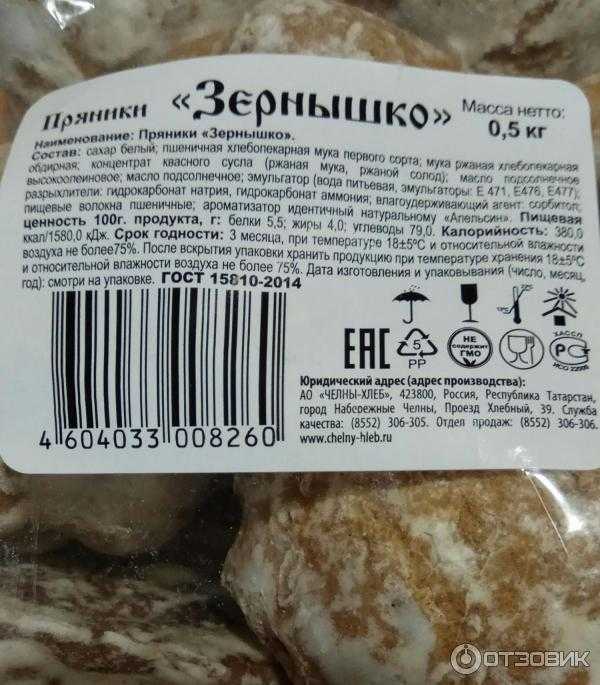 Пряники «Зернышко» Масса нетто:
0,5 кг
Наименование: Пряники «Зернышко».
Состав: сахар белый; пшеничная хлебопекарная мука первого сорта; мука ржаная хлебопекарная
обдирная, концентрат квасного сусла (ржаная мука, ржаной солод); масло подсолнечное
высокоолеиновое; масло подсолнечное; эмульгатор (вода питьевая, эмульгаторы: Е 471, Е476, Е477);
разрыхлители: гидрокарбонат натрия, гидрокарбонат аммония; влагоудерживающий агент: сорбитол;
пищевые волокна пшеничные; ароматизатор идентичный натуральному «Апельсин». Пищевая
ценность 100г. продукта, г: белки 5,5; жиры 4,0; углеводы 79,0. Калорийность: 380,0
ккал/1580,0 кДж. Срок годности: 3 месяца, при температуре 18±5ºС и относительной влажности
воздуха не более75%. После вскрытия упаковки хранить продукцию при температуре хранения 18±5ºС
и относительной влажности воздуха не более 75%. Дата изготовления и упаковывания (число, месяц,
год): смотри на упаковке. ГОСТ 15810-2014
ЕАС 5 PP НЕ СОДЕРЖИТ ГМО ХАССП ИСО 22000
Юридический адрес (адрес производства):
АО «ЧЕЛНЫ-ХЛЕБ», 423800, Россия, Республика Татарстан,
город Набережные Челны, Проезд Хлебный, 39. Служба
качества: (8552) 306-305. Отдел продаж: (8552) 306-306.
www.chelny-hleb.ru
4 604033 008260
ОТЗОВИК